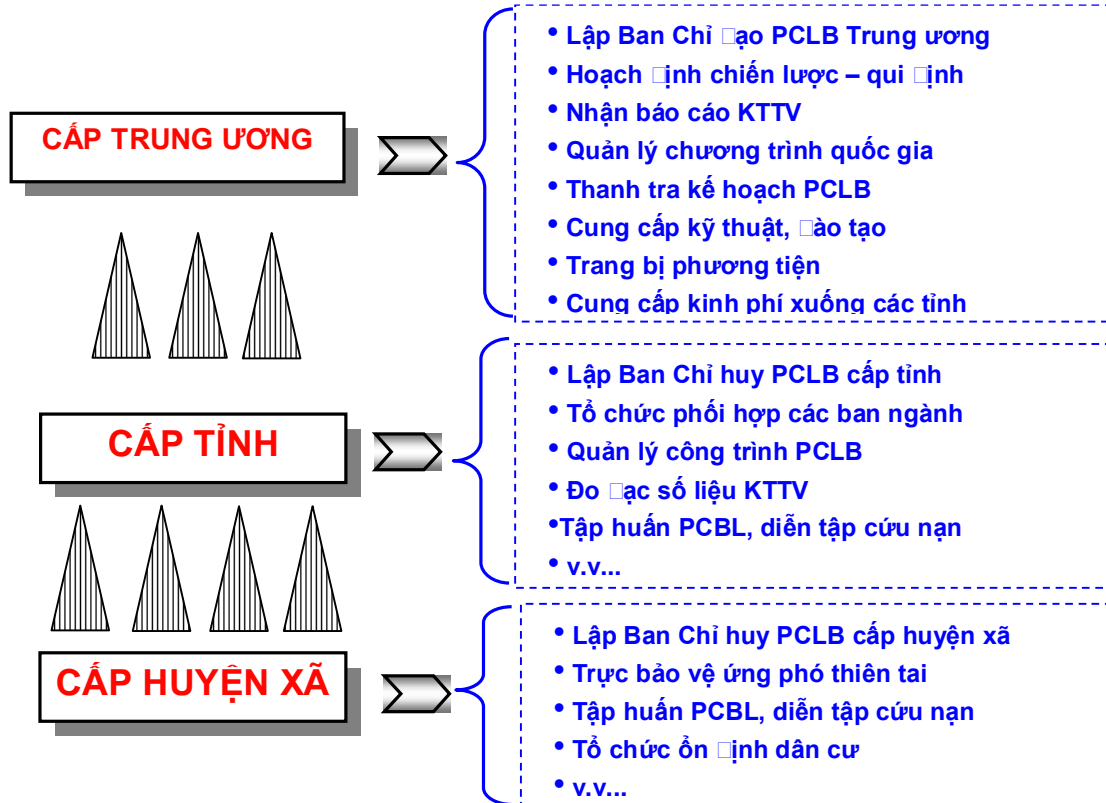 CẤP TRUNG ƯƠNG
• Lập Ban Chỉ □ạo PCLB Trung ương
• Hoạch □ịnh chiến lược – qui □ịnh
• Nhận báo cáo KTTV
• Quản lý chương trình quốc gia
• Thanh tra kế hoạch PCLB
• Cung cấp kỹ thuật, □ào tạo
• Trang bị phương tiện
• Cung cấp kinh phí xuống các tỉnh
CẤP TỈNH
• Lập Ban Chỉ huy PCLB cấp tỉnh
• Tổ chức phối hợp các ban ngành
• Quản lý công trình PCLB
• Đo □ạc số liệu KTTV
•Tập huấn PCBL, diễn tập cứu nạn
• v.v...
CẤP HUYỆN XÃ
• Lập Ban Chỉ huy PCLB cấp huyện xã
• Trực bảo vệ ứng phó thiên tai
• Tập huấn PCBL, diễn tập cứu nạn
• Tổ chức ổn □ịnh dân cư
• v.v...